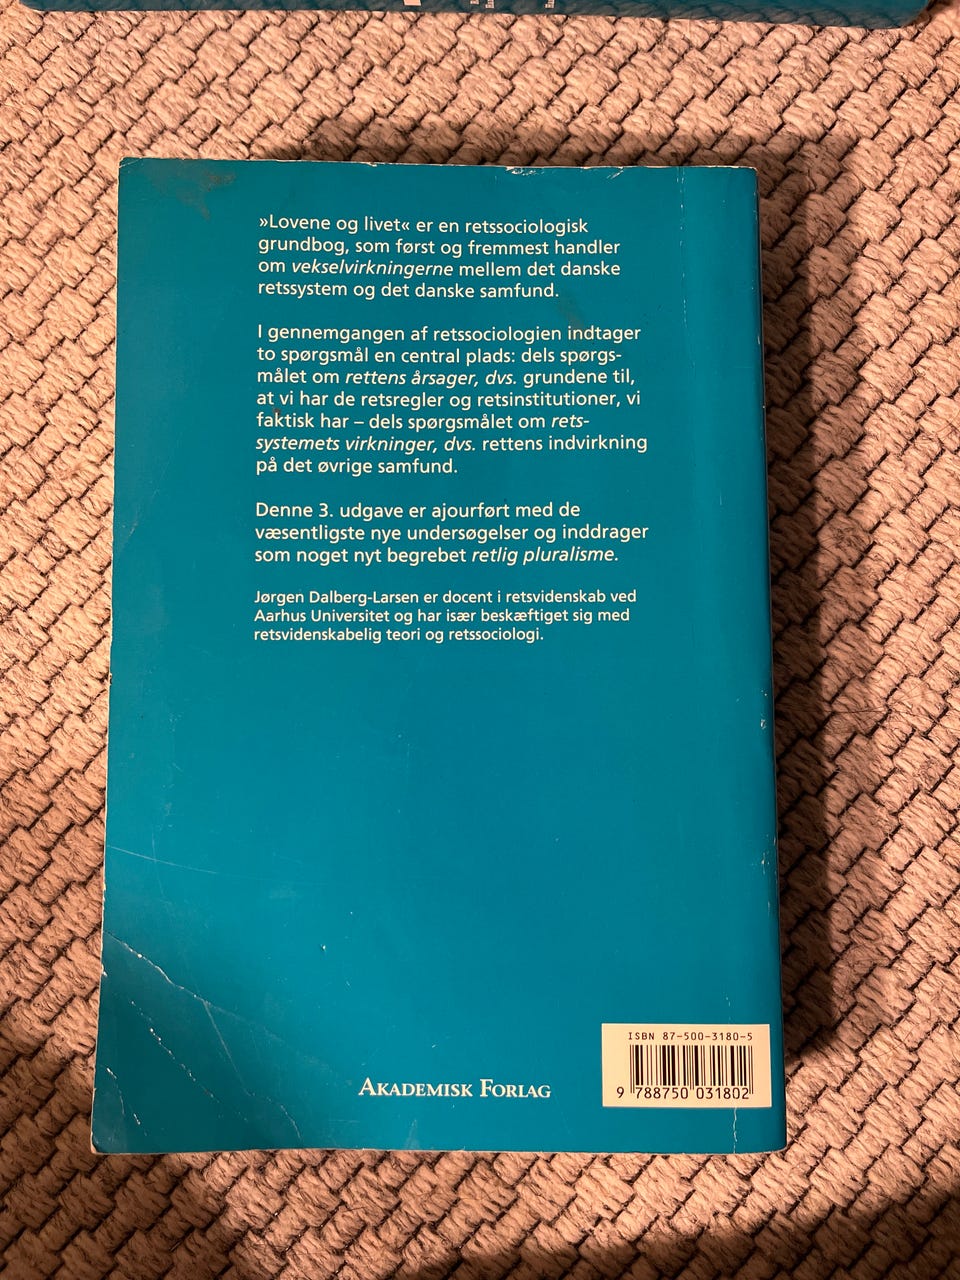 »Lovene og livet« er en retssociologisk
grundbog, som først og fremmest handler
om vekselvirkningerne mellem det danske
retssystem og det danske samfund.
I gennemgangen af retssociologien indtager
to spørgsmål en central plads: dels spørgs-
målet om rettens årsager, dvs. grundene til,
at vi har de retsregler og retsinstitutioner, vi
faktisk har – dels spørgsmålet om rets-
systemets virkninger, dvs. rettens indvirkning
på det øvrige samfund.
Denne 3. udgave er ajourført med de
væsentligste nye undersøgelser og inddrager
som noget nyt begrebet retlig pluralisme.
Jørgen Dalberg-Larsen er docent i retsvidenskab ved
Aarhus Universitet og har især beskæftiget sig med
retsvidenskabelig teori og retssociologi.
AKADEMISK FORLAG
ISBN 87-500-3180-5
9 788750 031802